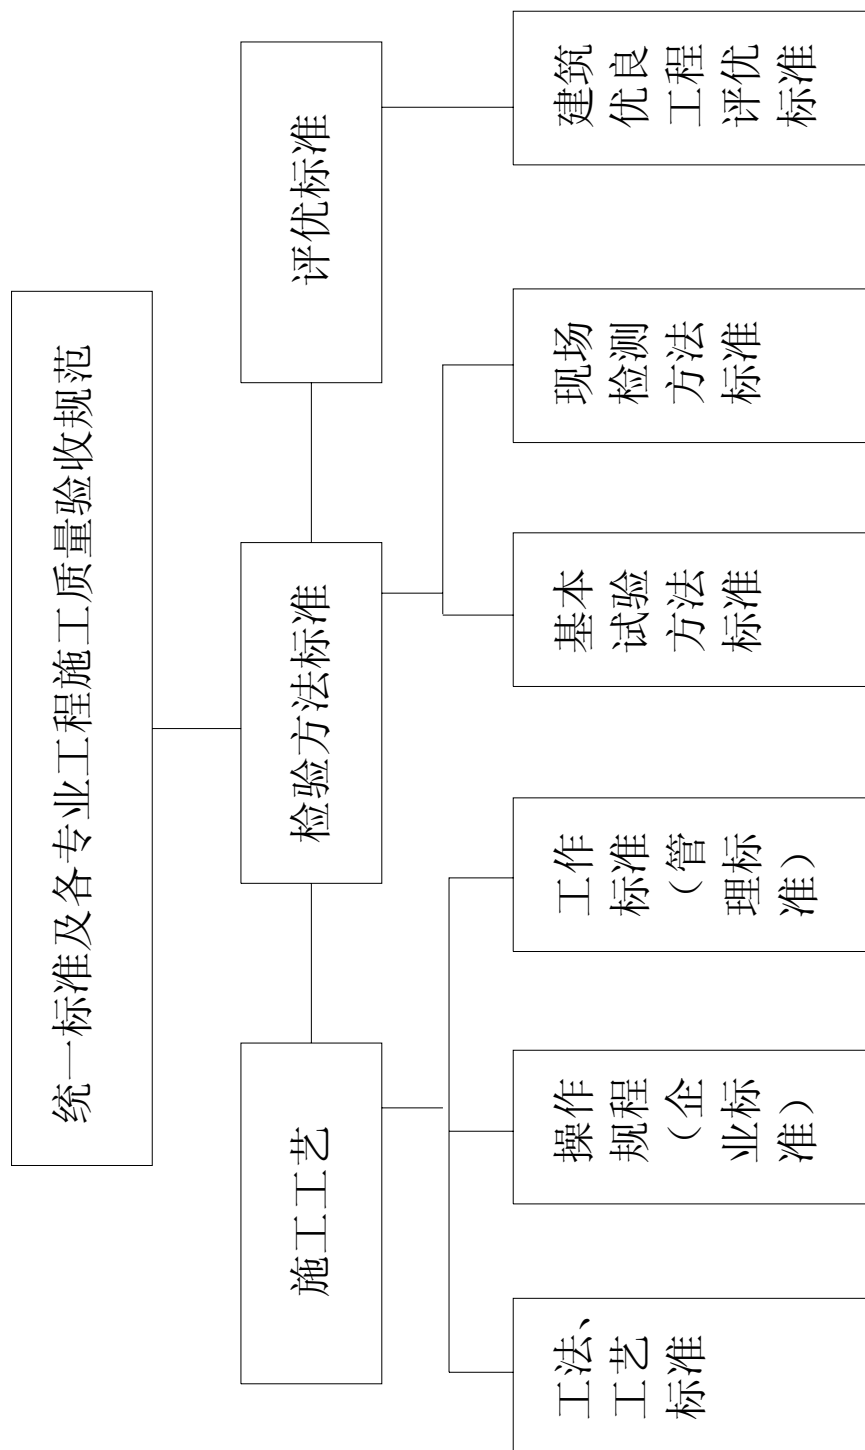 统一标准及各专业工程施工质量验收规范
施工工艺
检验方法标准
评优标准
工法、
工艺
标准
操作
规程
（企
业标
准）
工作
标准
（管
理标
准）
基本
试验
方法
标准
现场
检测
方法
标准
建筑
优良
工程
评优
标准